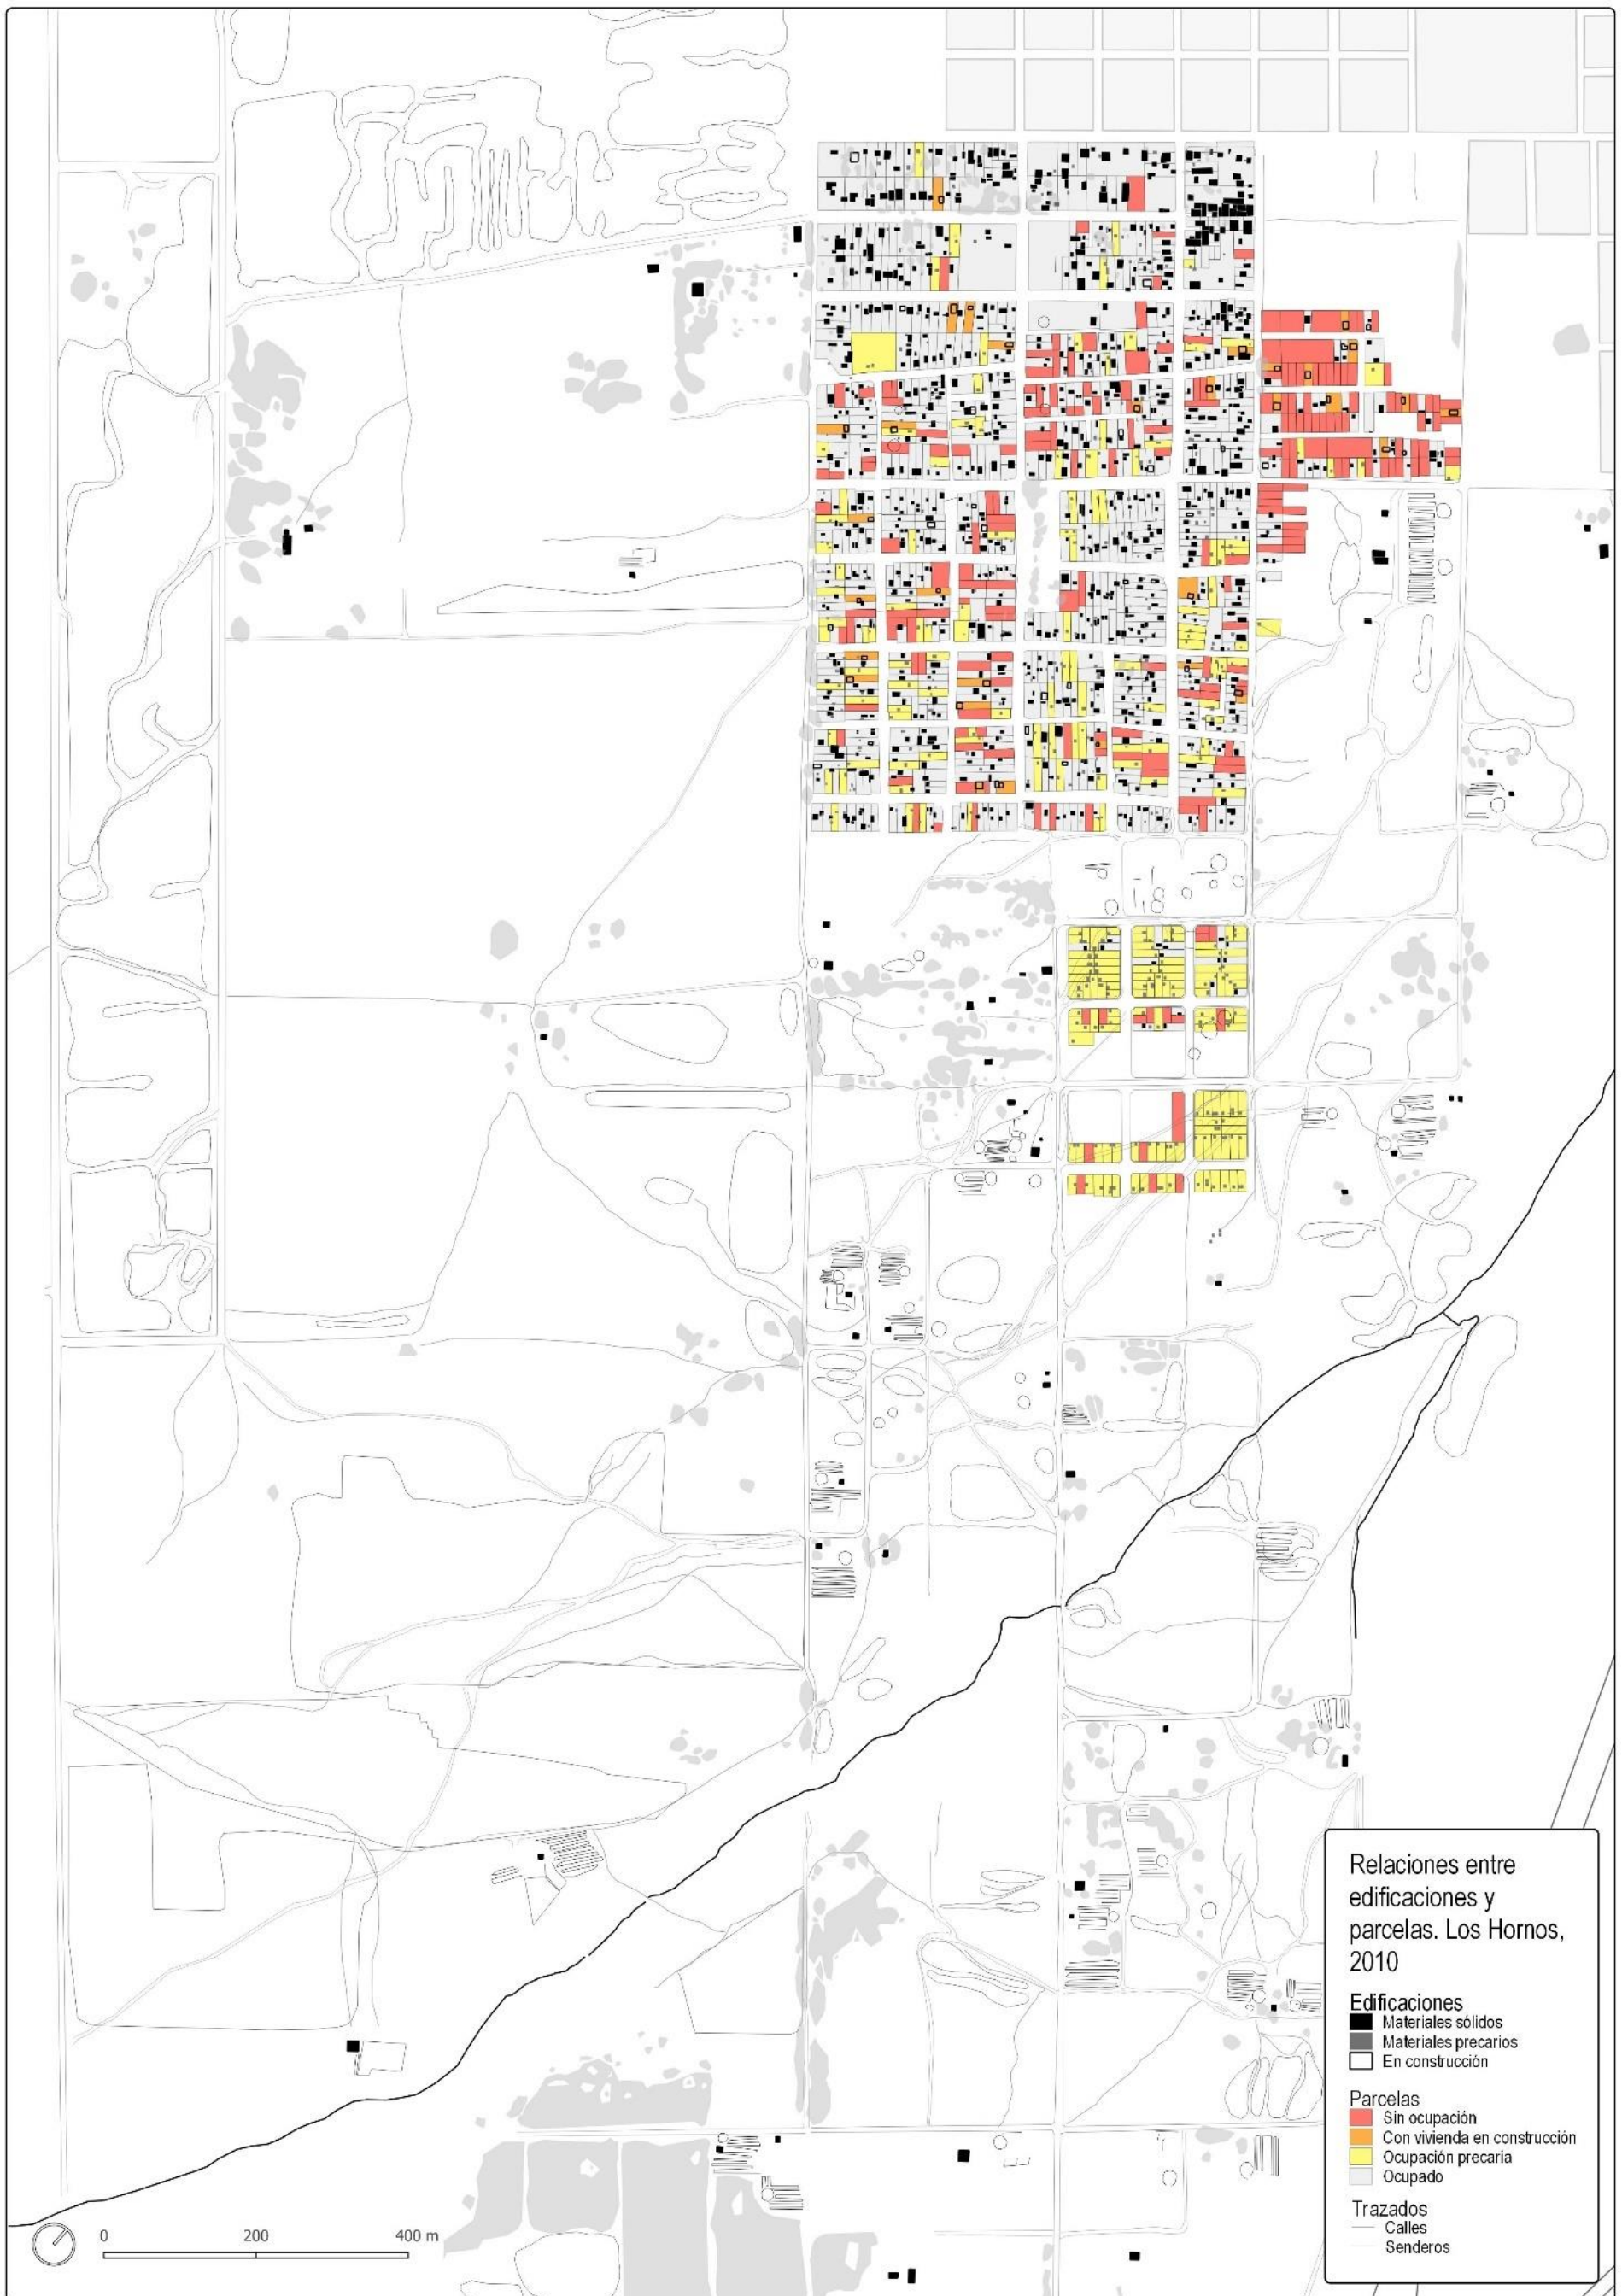 Relaciones entre
edificaciones y
parcelas. Los Hornos,
2010
Edificaciones
Materiales sólidos
Materiales precarios
En construcción
Parcelas
Sin ocupación
Con vivienda en construcción
Ocupación precaria
Ocupado
Trazados
Calles
Senderos
0 200 400 m